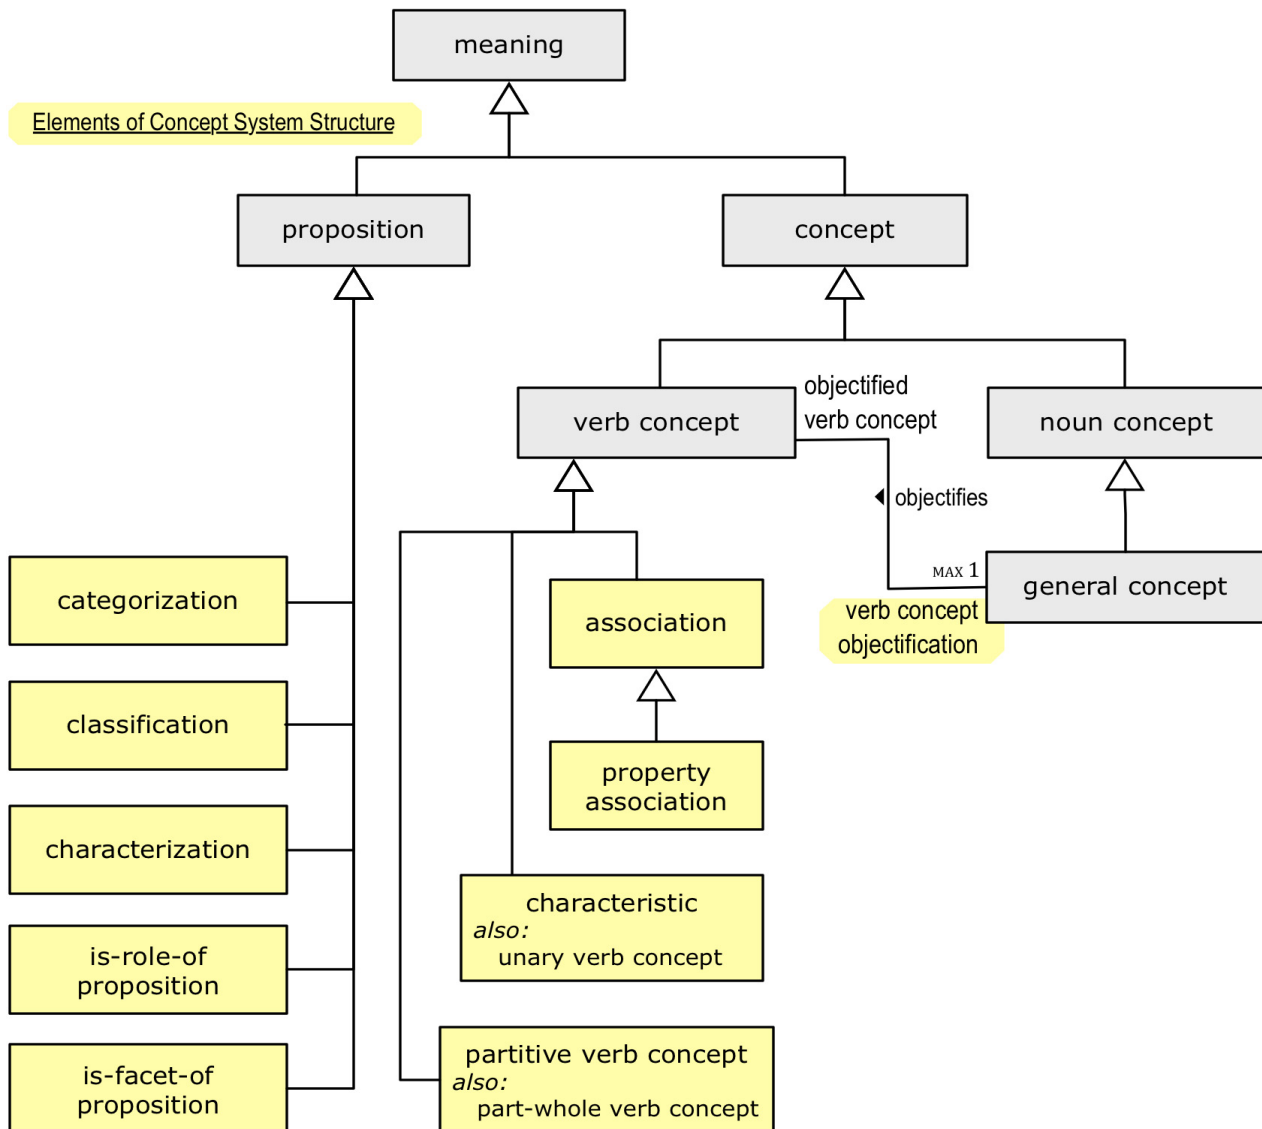 meaning
Elements of Concept System Structure
proposition
concept
verb concept
objectified
verb concept
noun concept
objectifies
MAX 1
general concept
verb concept
objectification
categorization
association
classification
property
association
characterization
characteristic
also:
unary verb concept
is-role-of
proposition
partitive verb concept
also:
part-whole verb concept
is-facet-of
proposition